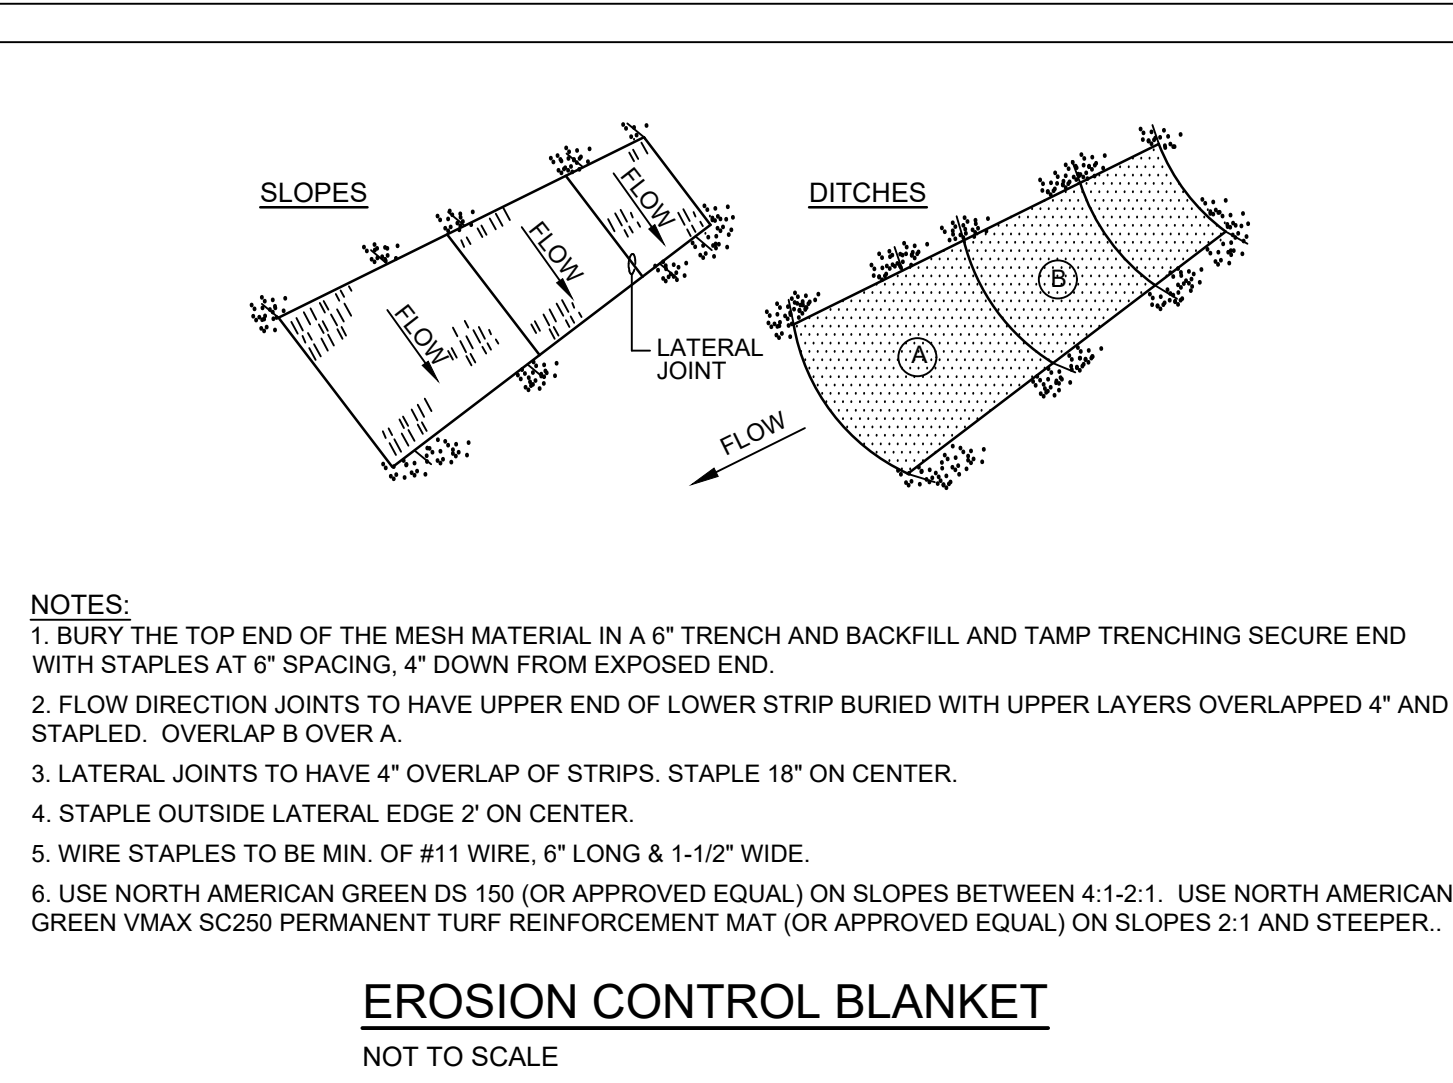 SLOPES
FLOW
FLOW
FLOW
LATERAL
JOINT
DITCHES
A
B
FLOW
NOTES:
1. BURY THE TOP END OF THE MESH MATERIAL IN A 6" TRENCH AND BACKFILL AND TAMP TRENCHING SECURE END
WITH STAPLES AT 6" SPACING, 4" DOWN FROM EXPOSED END.
2. FLOW DIRECTION JOINTS TO HAVE UPPER END OF LOWER STRIP BURIED WITH UPPER LAYERS OVERLAPPED 4" AND
STAPLED. OVERLAP B OVER A.
3. LATERAL JOINTS TO HAVE 4" OVERLAP OF STRIPS. STAPLE 18" ON CENTER.
4. STAPLE OUTSIDE LATERAL EDGE 2' ON CENTER.
5. WIRE STAPLES TO BE MIN. OF #11 WIRE, 6" LONG & 1-1/2" WIDE.
6. USE NORTH AMERICAN GREEN DS 150 (OR APPROVED EQUAL) ON SLOPES BETWEEN 4:1-2:1. USE NORTH AMERICAN
GREEN VMAX SC250 PERMANENT TURF REINFORCEMENT MAT (OR APPROVED EQUAL) ON SLOPES 2:1 AND STEEPER..
EROSION CONTROL BLANKET
NOT TO SCALE